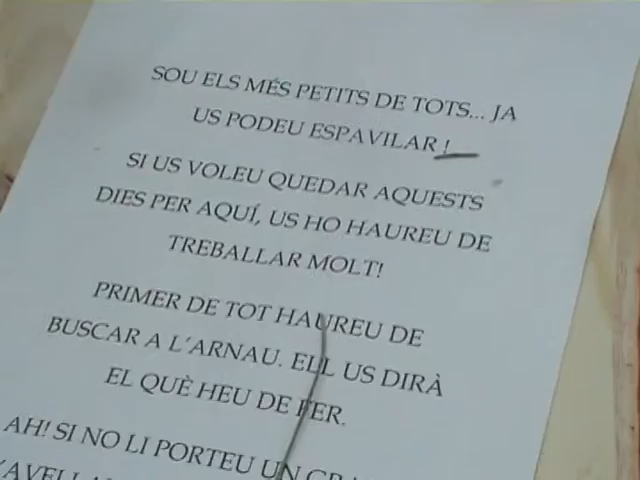 SOU ELS MÉS PETITS DE TOTS... JA
US PODEU ESPAVILAR!
SI US VOLEU QUEDAR AQUESTS
DIES PER AQUÍ, US HO HAUREU DE
TREBALLAR MOLT!
PRIMER DE TOT HAUREU DE
BUSCAR A L'ARNAU. ELL US DIRÀ
EL QUÈ HEU DE FER.
AH! SI NO LI PORTEU UN